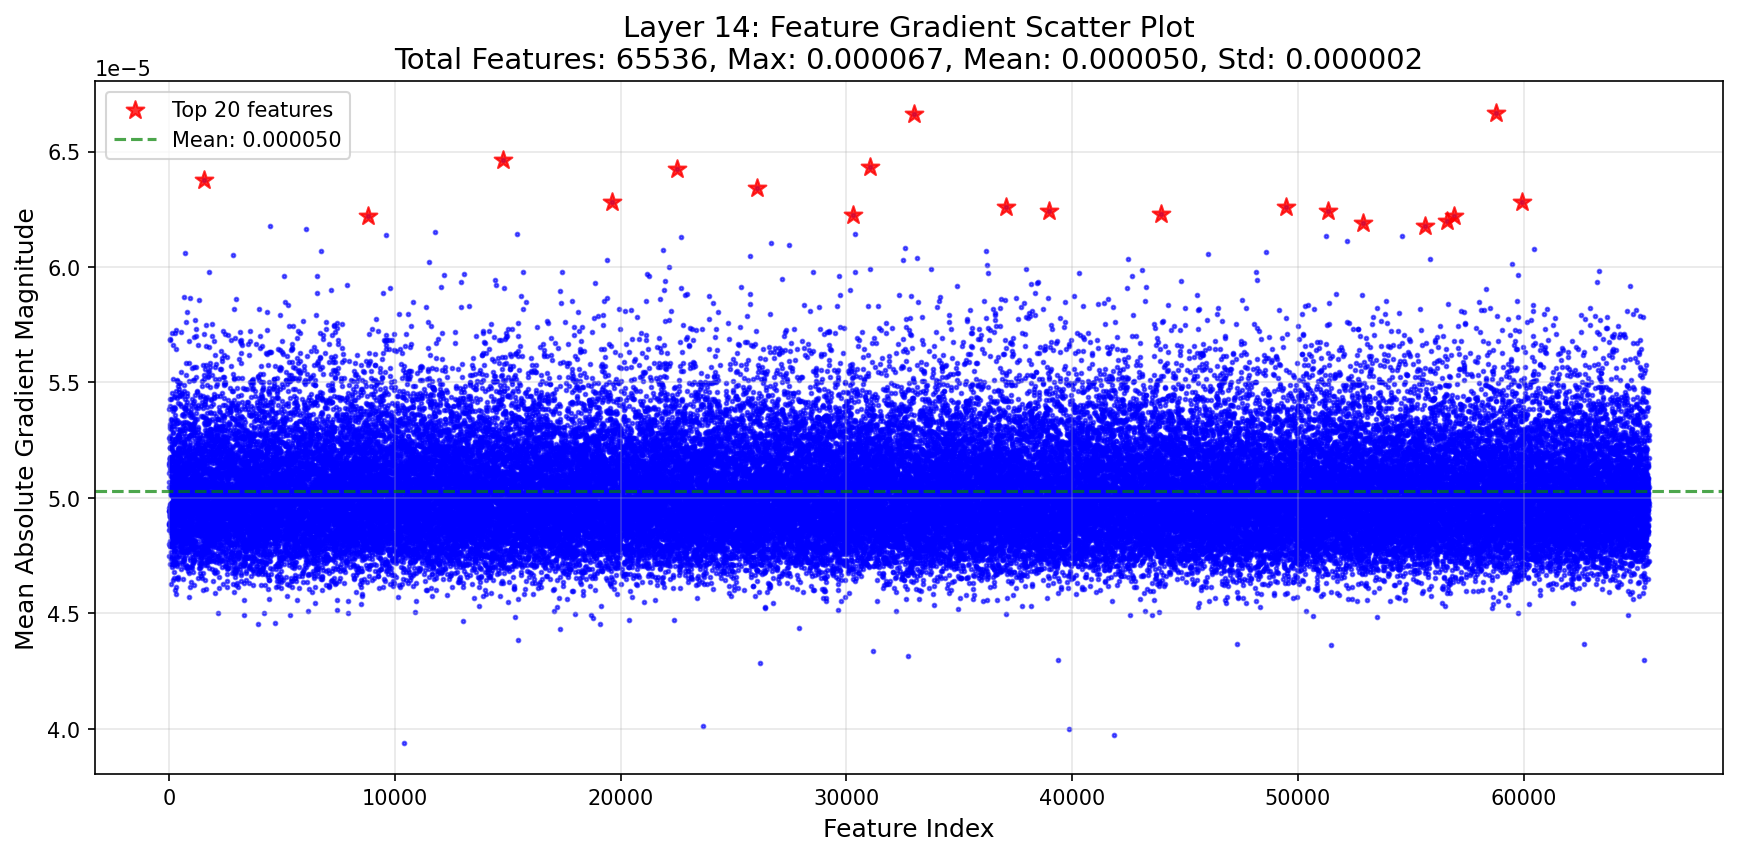 Layer 14: Feature Gradient Scatter Plot
Total Features: 65536, Max: 0.000067, Mean: 0.000050, Std: 0.000002
1e−5
Top 20 features
Mean: 0.000050
6.5
6.0
5.5
5.0
4.5
4.0
Mean Absolute Gradient Magnitude
0 10000 20000 30000 40000 50000 60000
Feature Index